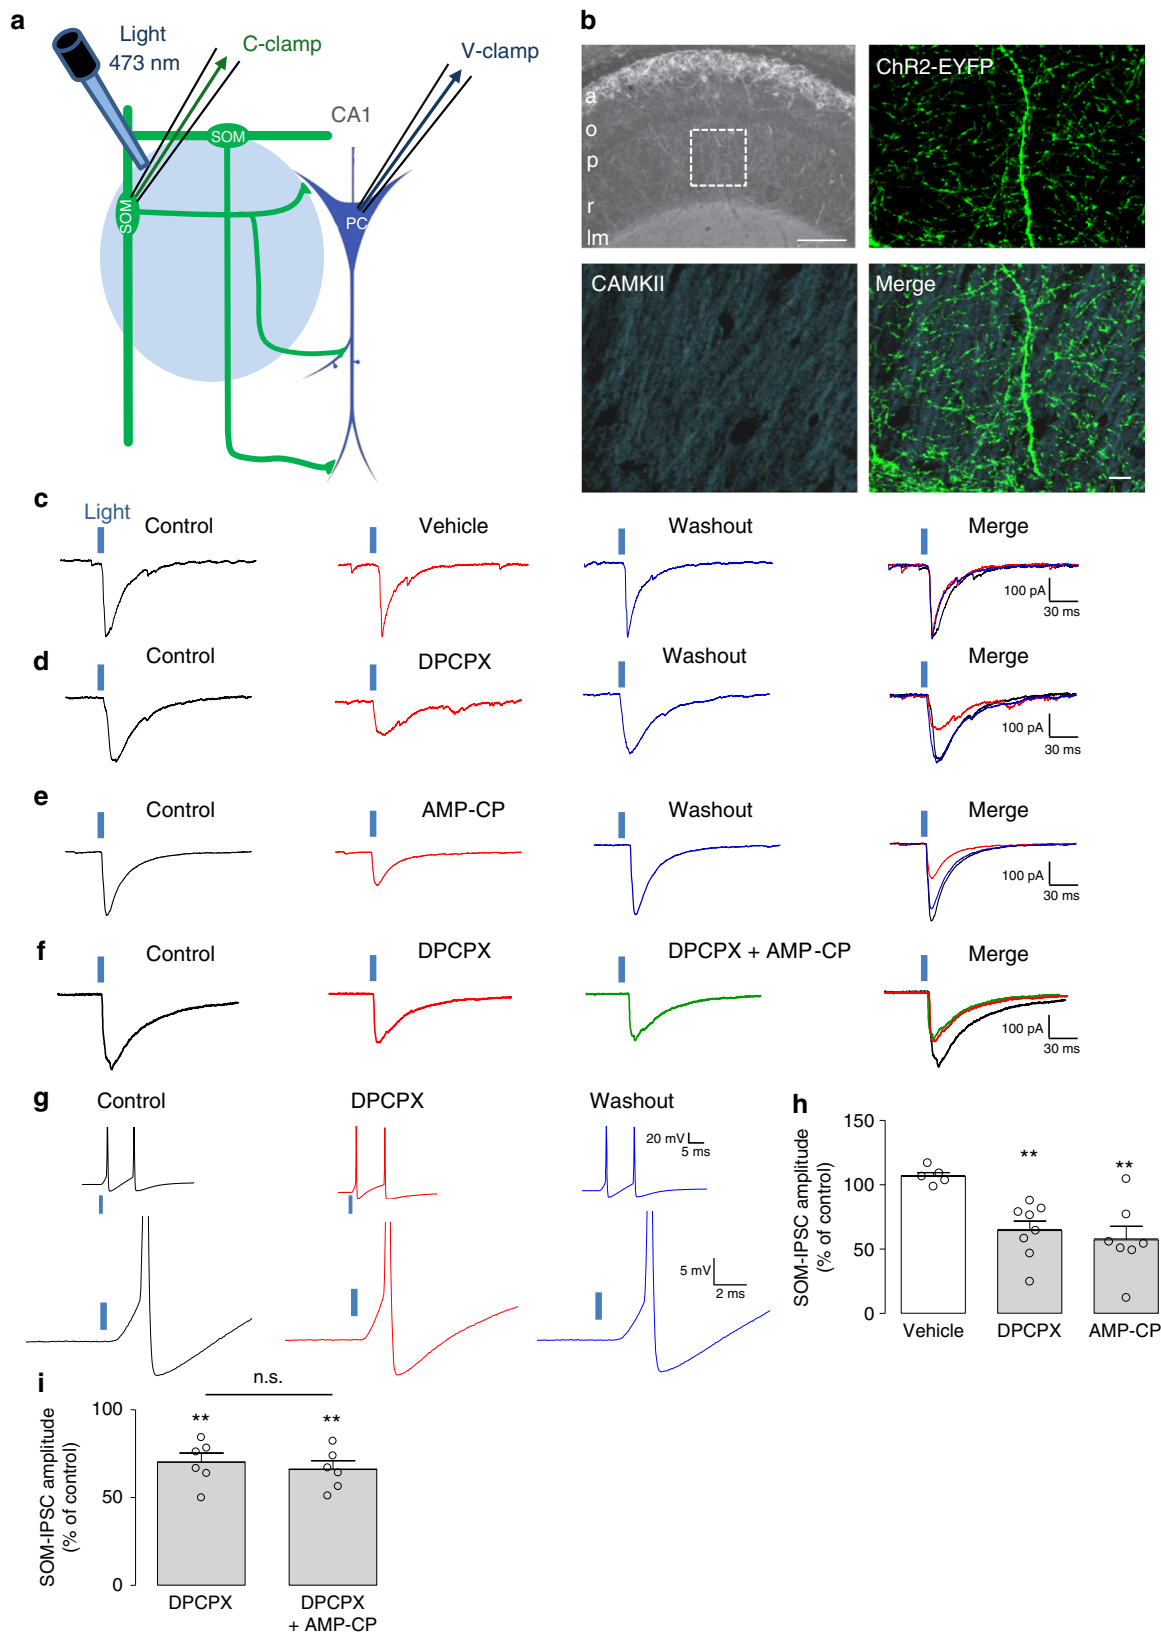 a
Light
473 nm
C-clamp
V-clamp
CA1
SOM
SOM
PC
b
a
o
p
r
lm
ChR2-EYFP
CAMKII
Merge
c
Light
Control
Vehicle
Washout
Merge
100 pA
30 ms
d
Control
DPCPX
Washout
Merge
100 pA
30 ms
e
Control
AMP-CP
Washout
Merge
100 pA
30 ms
f
Control
DPCPX
DPCPX + AMP-CP
Merge
100 pA
30 ms
g
Control
DPCPX
Washout
20 mV
5 ms
5 mV
2 ms
h
SOM-IPSC amplitude
(% of control)
150
100
50
0
**
**
Vehicle
DPCPX
AMP-CP
i
n.s.
SOM-IPSC amplitude
(% of control)
100
50
0
**
**
DPCPX
DPCPX
+ AMP-CP